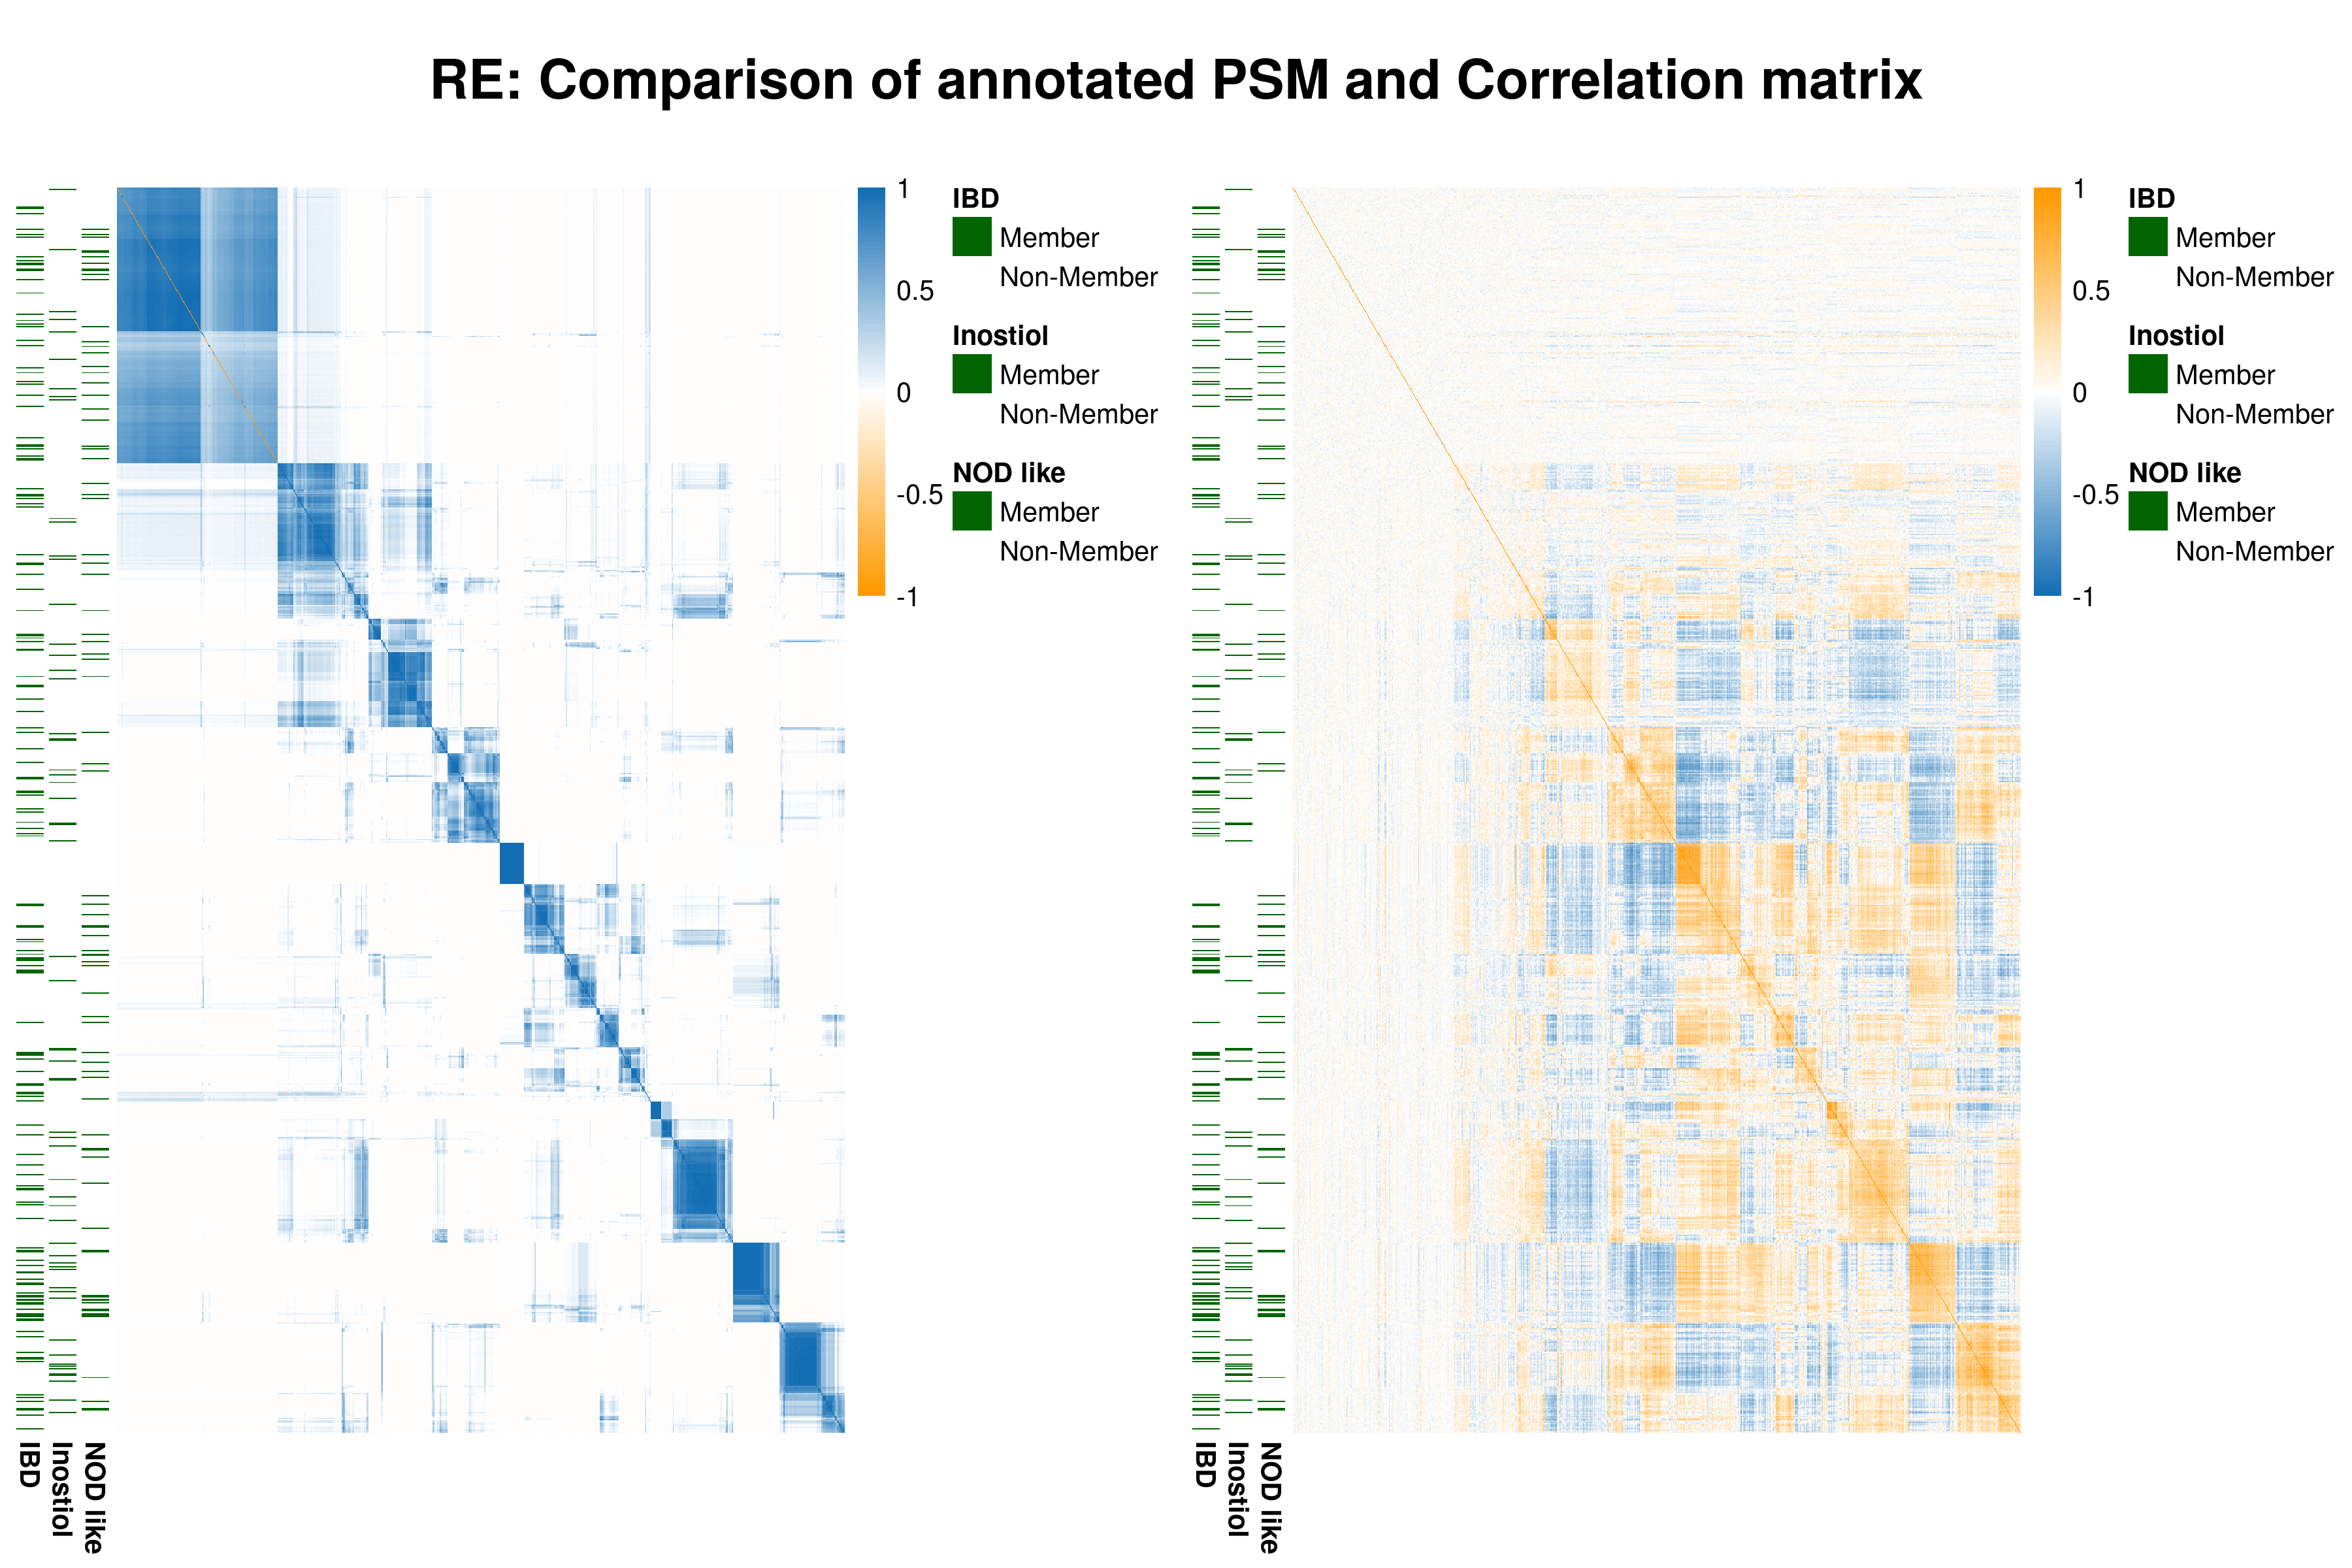 RE: Comparison of annotated PSM and Correlation matrix
1
0.5
0
-0.5
-1
IBD
Member
Non-Member
Inostiol
Member
Non-Member
NOD like
Member
Non-Member
IBD
Inostiol
NOD like
1
0.5
0
-0.5
-1
IBD
Member
Non-Member
Inostiol
Member
Non-Member
NOD like
Member
Non-Member
IBD
Inostiol
NOD like